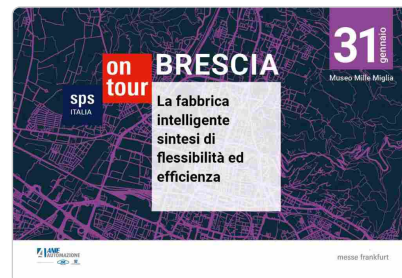 on
tour
BRESCIA
31
gennaio
Museo Mille Miglia
sps
ITALIA
La fabbrica
intelligente
sintesi di
flessibilità ed
efficienza
ANIE
AUTOMAZIONE
messe frankfurt